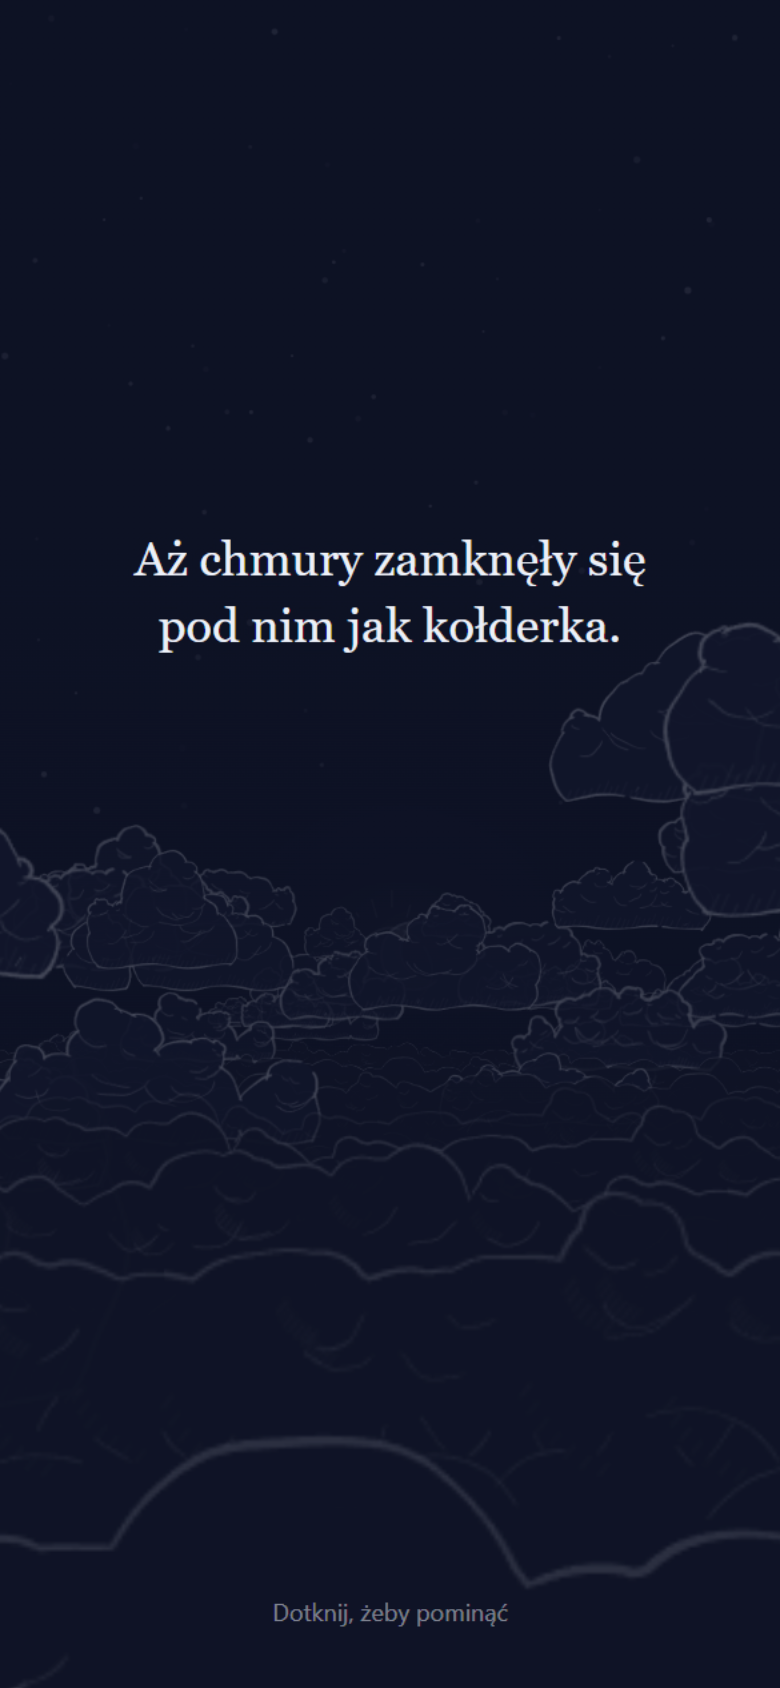 Aż chmury zamknęły się
pod nim jak kołderka.
Dotknij, żeby pominąć